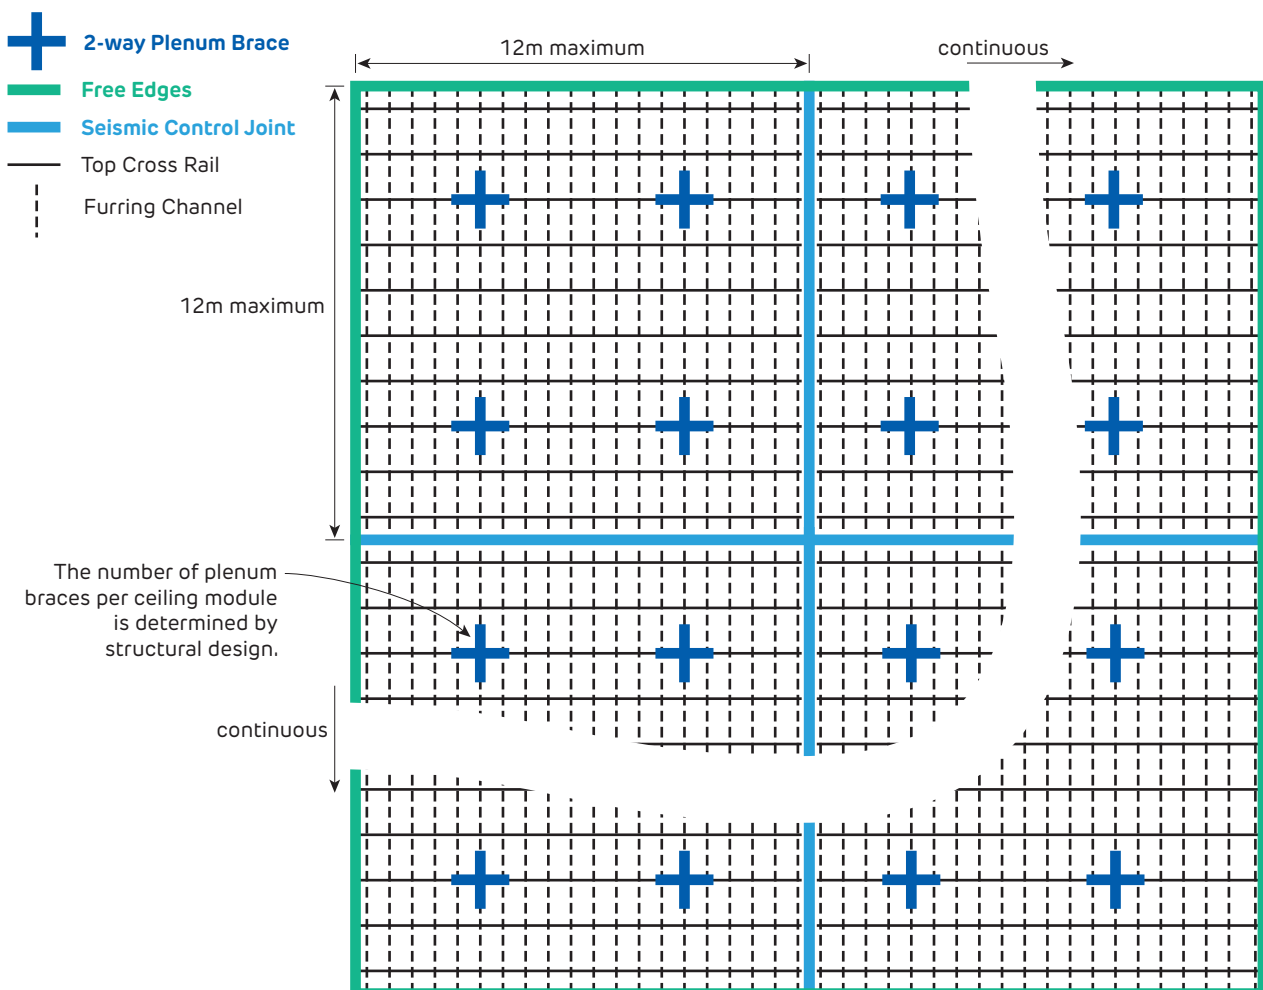 2-way Plenum Brace
Free Edges
Seismic Control Joint
Top Cross Rail
Furring Channel
12m maximum
continuous
12m maximum
The number of plenum
braces per ceiling module
is determined by
structural design.
continuous